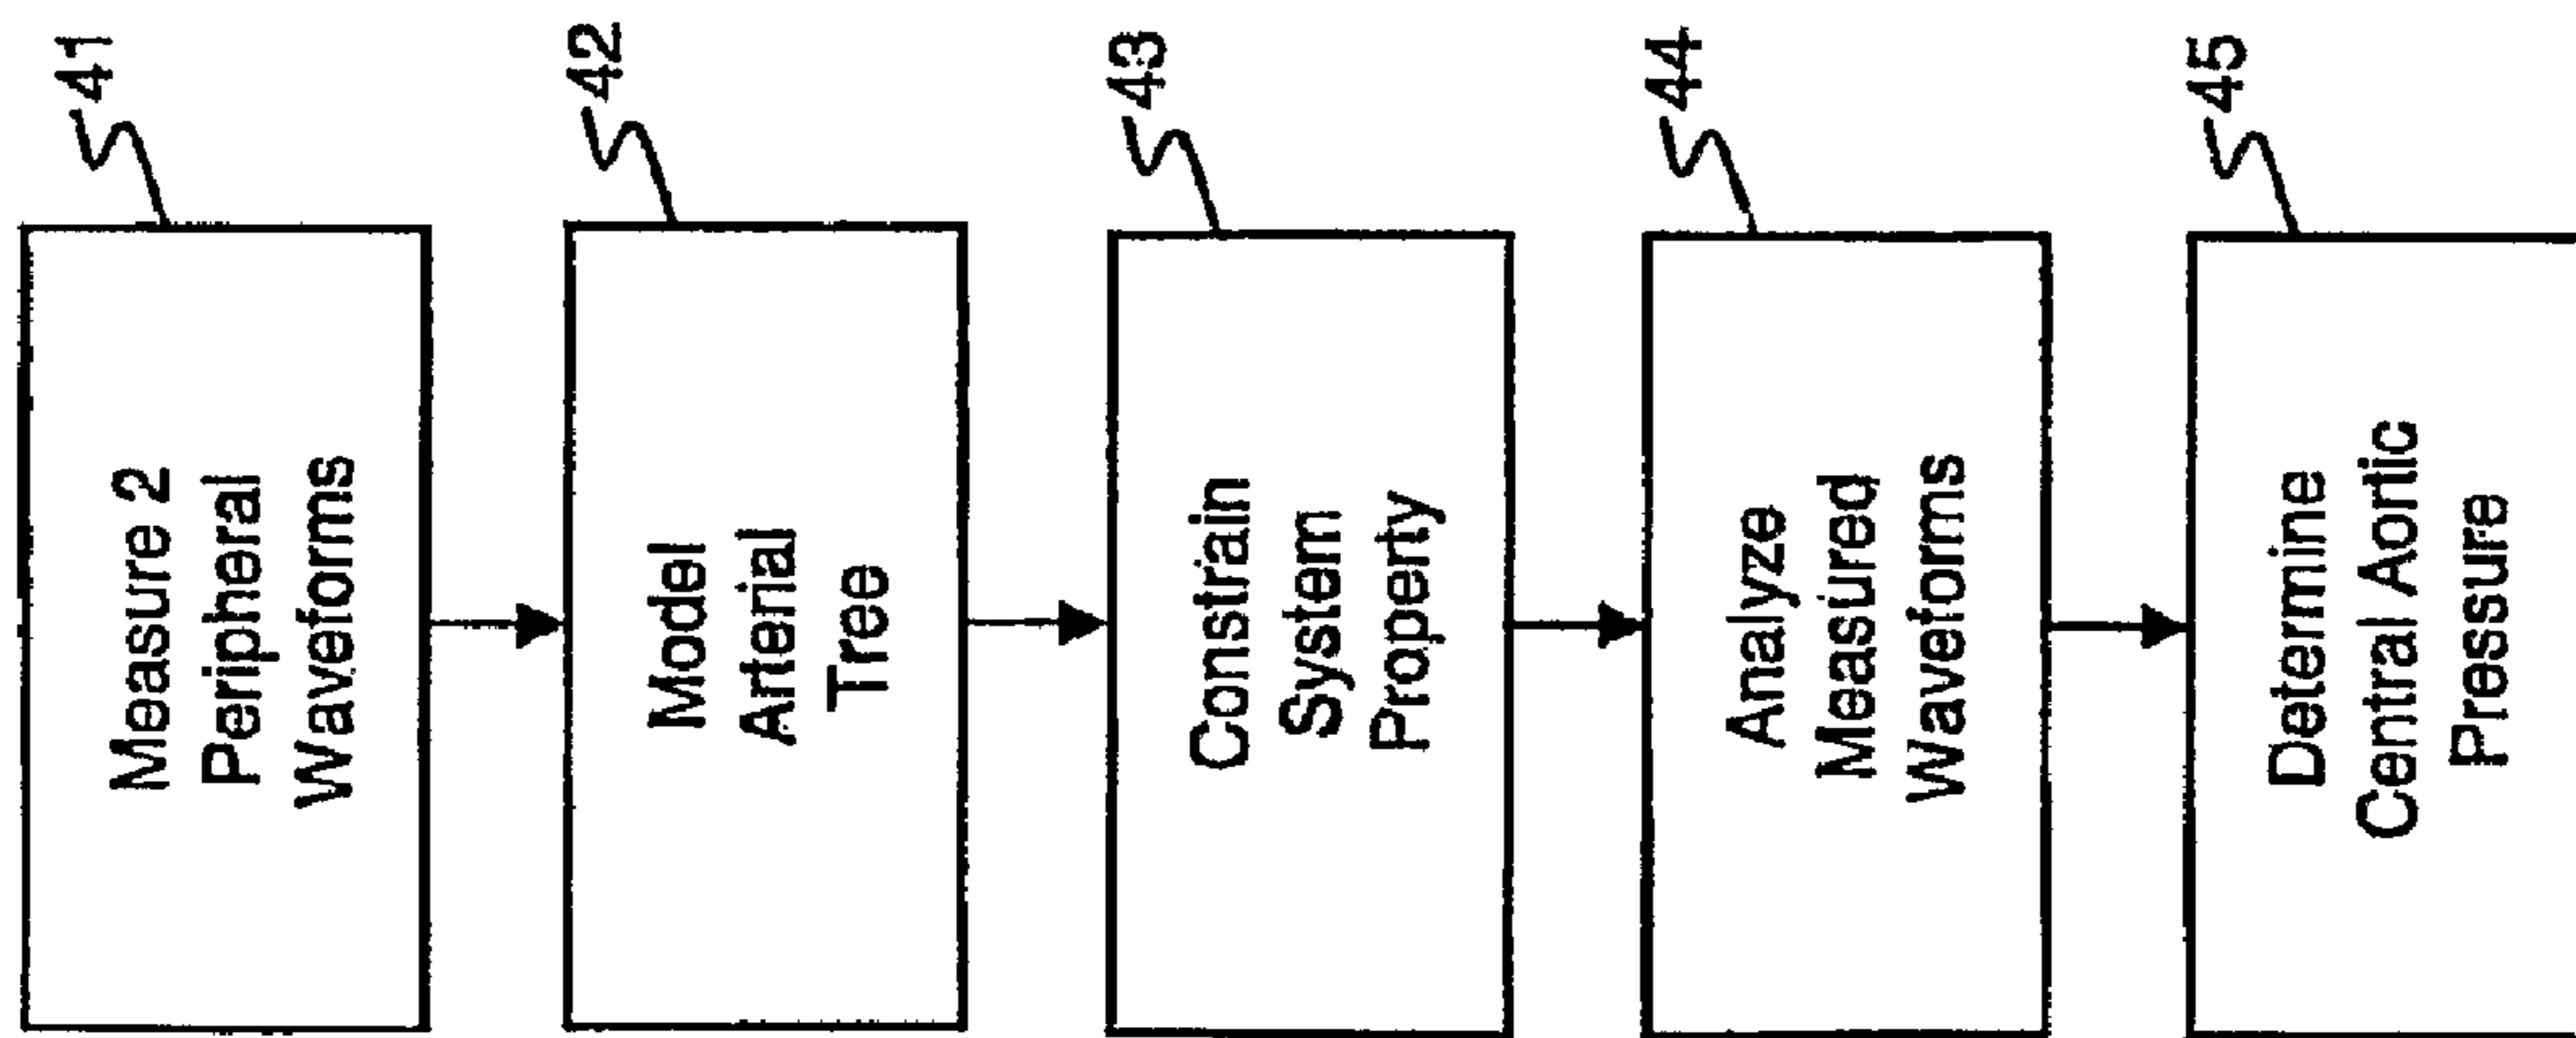 41
Measure 2
Peripheral
Waveforms
42
Model
Arterial
Tree
43
Constrain
System
Property
44
Analyze
Measured
Waveforms
45
Determine
Central Aortic
Pressure